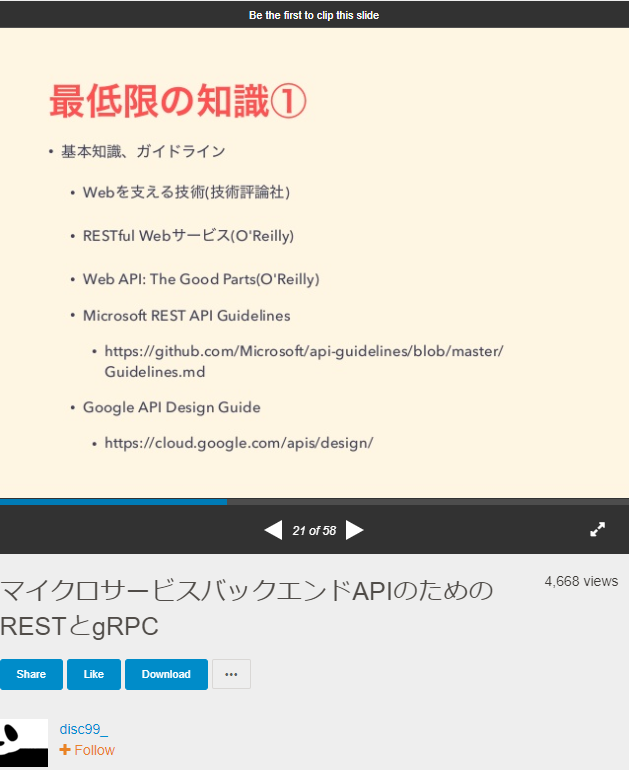 Be the first to clip this slide
最低限の知識①
• 基本知識、ガイドライン
• Webを支える技術(技術評論社)
• RESTful Webサービス(O'Reilly)
• Web API: The Good Parts(O'Reilly)
• Microsoft REST API Guidelines
• https://github.com/Microsoft/api-guidelines/blob/master/
Guidelines.md
• Google API Design Guide
• https://cloud.google.com/apis/design/
21 of 58
マイクロサービスバックエンドAPIのための
RESTとgRPC
4,668 views
Share Like Download •••
disc99_
+ Follow